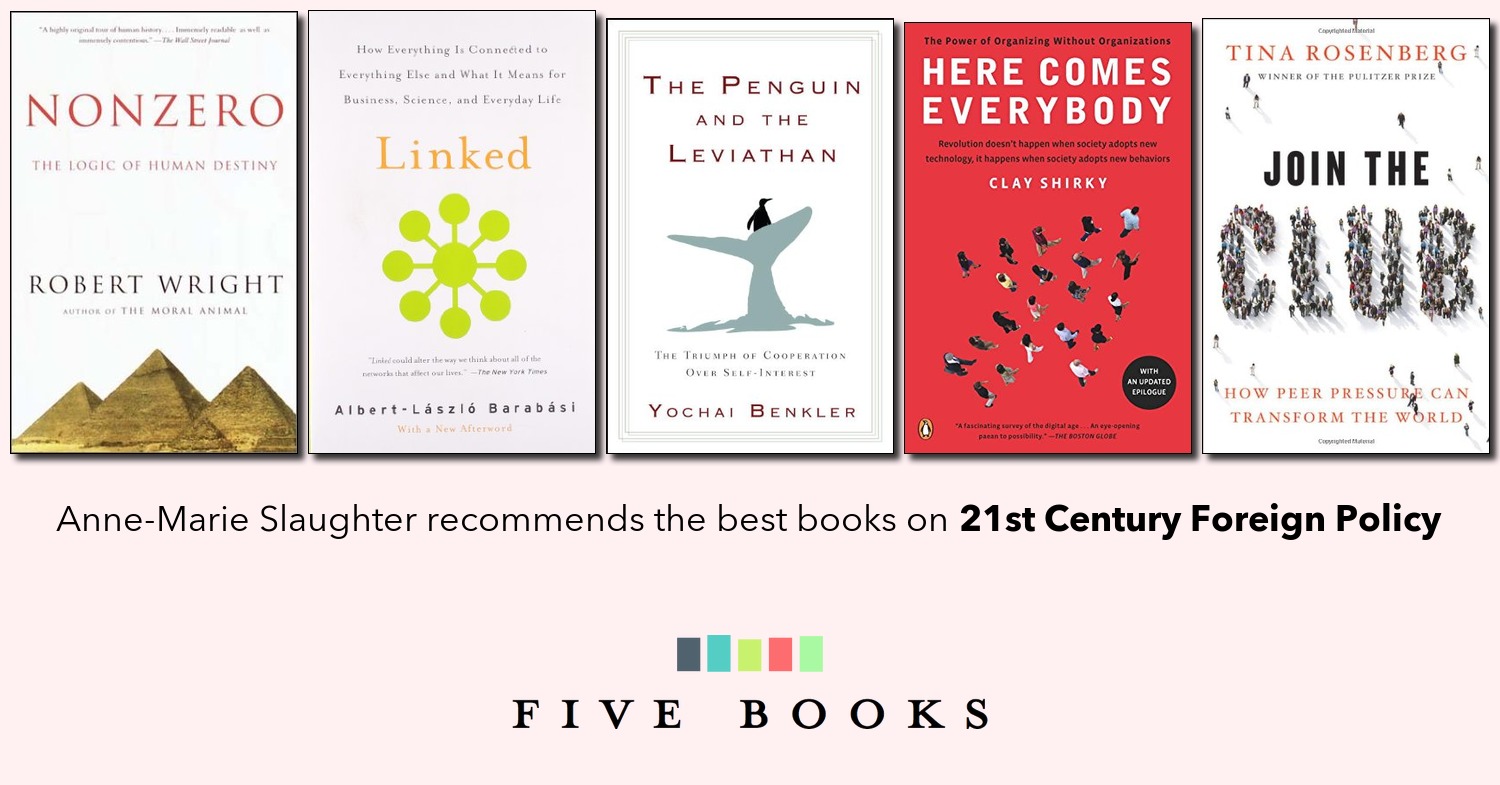 "A highly original tour of human history. . . . Immensely readable as well as
immensely contentious." —The Wall Street Journal
NONZERO
THE LOGIC OF HUMAN DESTINY
ROBERT WRIGHT
AUTHOR OF THE MORAL ANIMAL
How Everything Is Connected to
Everything Else and What It Means for
Business, Science, and Everyday Life
Linked
"Linked could alter the way we think about all of the
networks that affect our lives." —The New York Times
Albert-László Barabási
With a New Afterword
THE PENGUIN
AND THE
LEVIATHAN
THE TRIUMPH OF COOPERATION
OVER SELF-INTEREST
YOCHAI BENKLER
The Power of Organizing Without Organizations
HERE COMES
EVERYBODY
Revolution doesn't happen when society adopts new
technology, it happens when society adopts new behaviors
CLAY SHIRKY
WITH
AN UPDATED
EPILOGUE
"A fascinating survey of the digital age . . . An eye-opening
paean to possibility." —THE BOSTON GLOBE
Copyrighted Material
TINA ROSENBERG
WINNER OF THE PULITZER PRIZE
JOIN THE
CLUB
HOW PEER PRESSURE CAN
TRANSFORM THE WORLD
Copyrighted Material
Anne-Marie Slaughter recommends the best books on 21st Century Foreign Policy
FIVE BOOKS